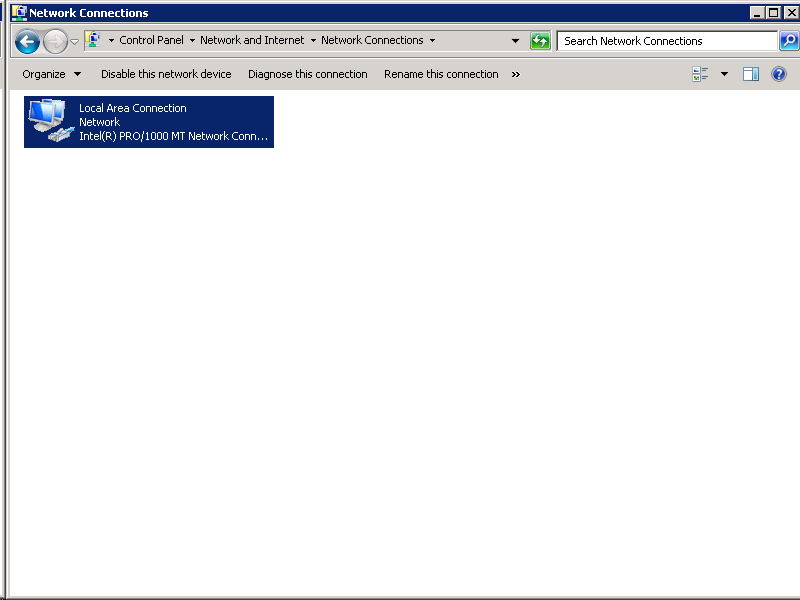 Network Connections
Control Panel Network and Internet Network Connections
Search Network Connections
Organize Disable this network device Diagnose this connection Rename this connection »
Local Area Connection
Network
Intel(R) PRO/1000 MT Network Conn...